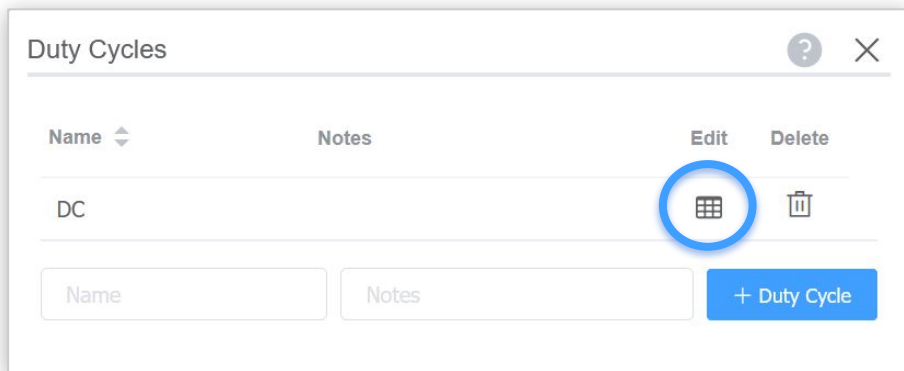 Duty Cycles ?
Name Notes Edit Delete
DC
Name Notes + Duty Cycle